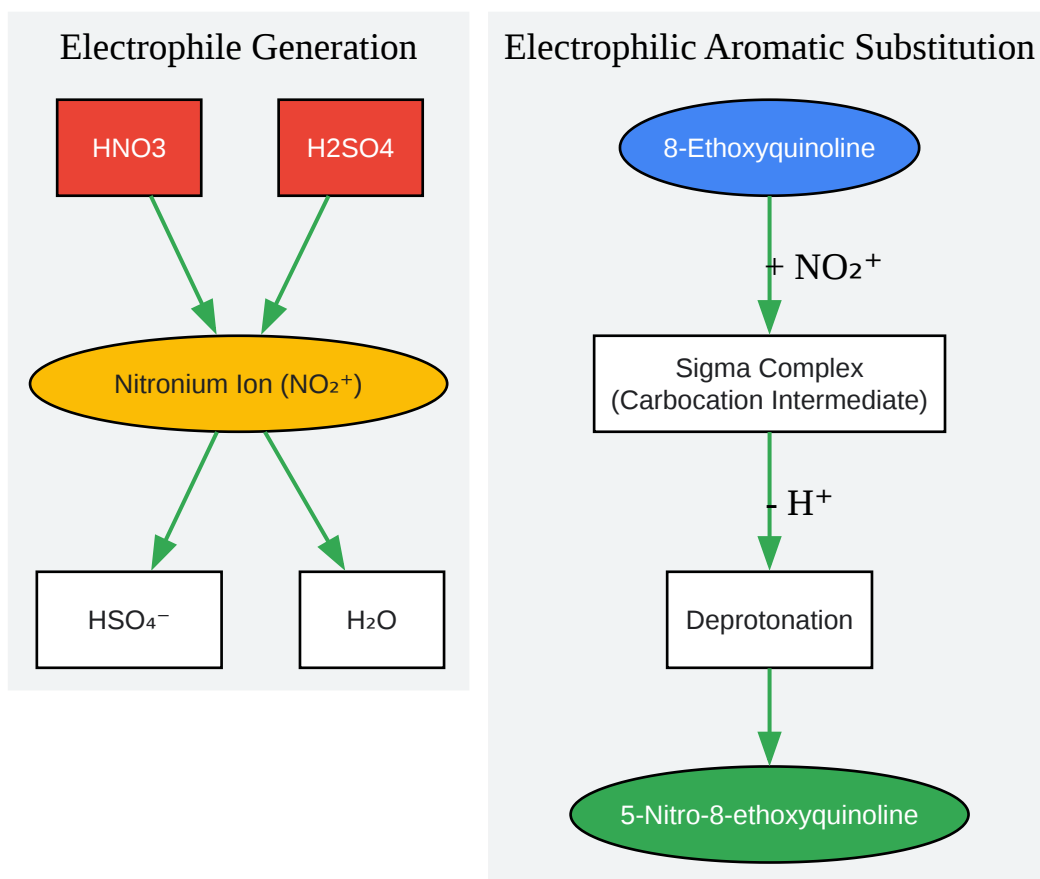 Electrophile Generation
HNO3
H2SO4
Nitronium Ion (NO₂⁺)
HSO₄⁻
H₂O
Electrophilic Aromatic Substitution
8-Ethoxyquinoline
+ NO₂⁺
Sigma Complex
(Carbocation Intermediate)
- H⁺
Deprotonation
5-Nitro-8-ethoxyquinoline